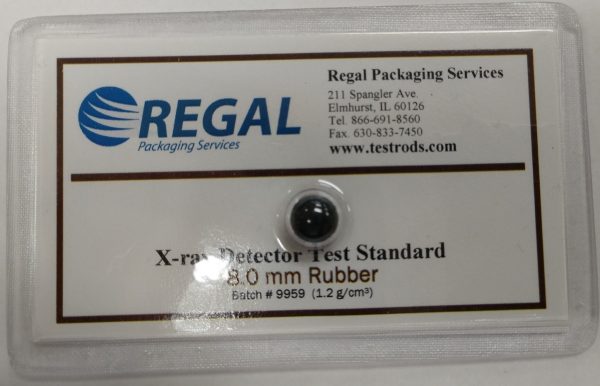 REGAL
Packaging Services
Regal Packaging Services
211 Spangler Ave.
Elmhurst, IL 60126
Tel. 866-691-8560
Fax. 630-833-7450
www.testrods.com
X-ray Detector Test Standard
8.0 mm Rubber
Batch # 9959 (1.2 g/cm³)